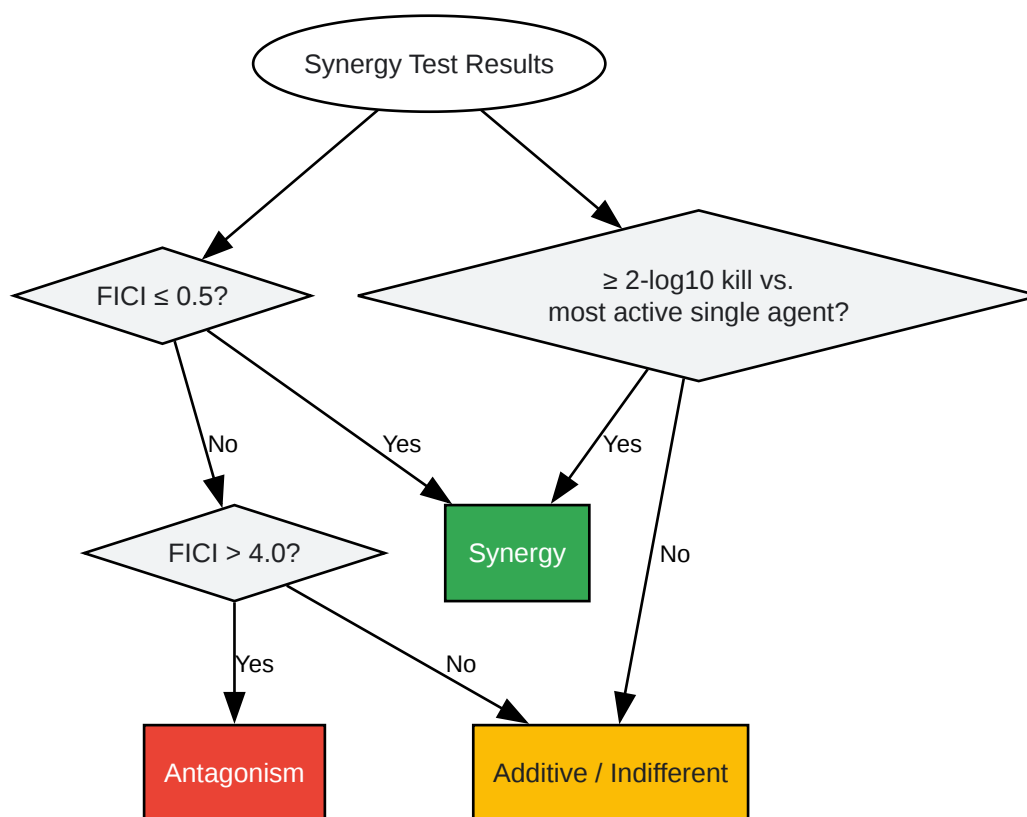 Synergy Test Results
FICI ≤ 0.5?
≥ 2-log10 kill vs.
most active single agent?
No
Yes
Yes
FICI > 4.0?
Synergy
No
Yes
No
Antagonism
Additive / Indifferent